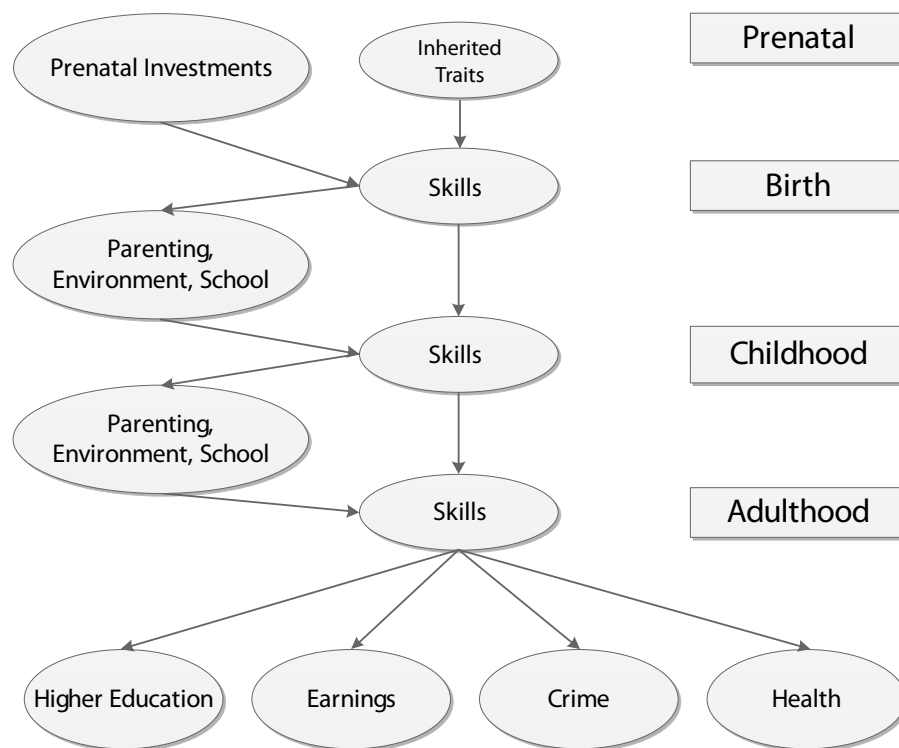 Prenatal Investments
Inherited
Traits
Prenatal
Skills
Birth
Parenting,
Environment, School
Skills
Childhood
Parenting,
Environment, School
Skills
Adulthood
Higher Education
Earnings
Crime
Health